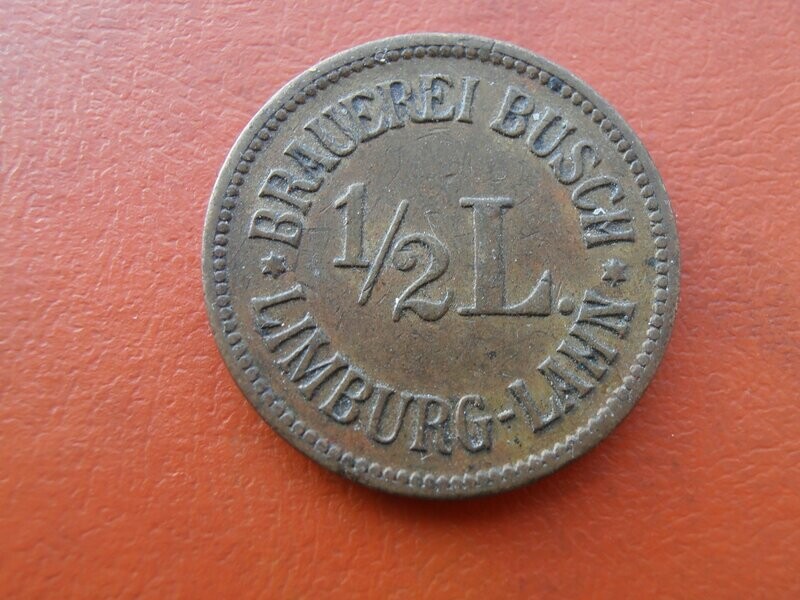 BRAUEREI BUSCH
1/2 L.
LIMBURG-LAHN